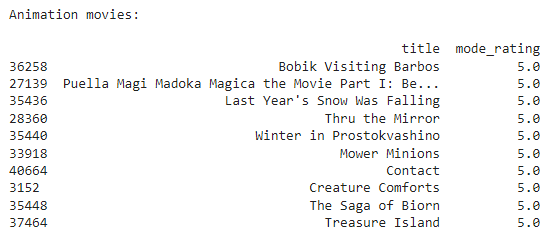 Animation movies:
title mode_rating
36258 Bobik Visiting Barbos 5.0
27139 Puella Magi Madoka Magica the Movie Part I: Be... 5.0
35436 Last Year's Snow Was Falling 5.0
28360 Thru the Mirror 5.0
35440 Winter in Prostokvashino 5.0
33918 Mower Minions 5.0
40664 Contact 5.0
3152 Creature Comforts 5.0
35448 The Saga of Biorn 5.0
37464 Treasure Island 5.0